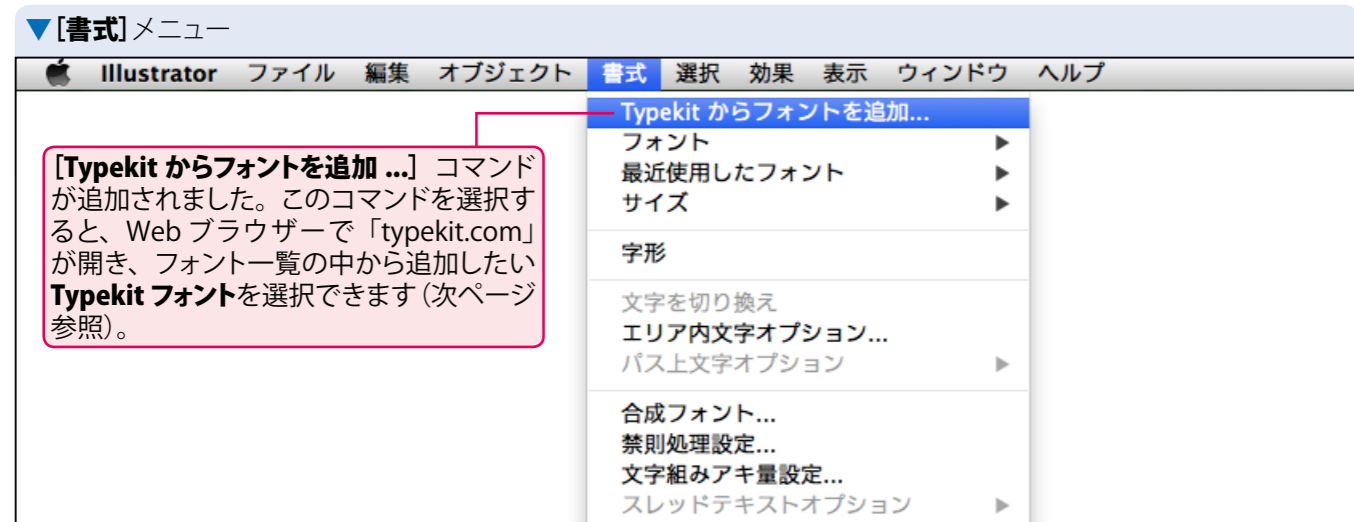 ▼[書式]メニュー
Illustrator ファイル 編集 オブジェクト 書式 選択 効果 表示 ウィンドウ ヘルプ
Typekit からフォントを追加...
フォント
最近使用したフォント
サイズ
字形
文字を切り換え
エリア内文字オプション...
パス上文字オプション
合成フォント...
禁則処理設定...
文字組みアキ量設定...
スレッドテキストオプション
[Typekit からフォントを追加 ...] コマンド
が追加されました。このコマンドを選択す
ると、Web ブラウザーで「typekit.com」
が開き、フォント一覧の中から追加したい
Typekit フォントを選択できます(次ページ
参照)。